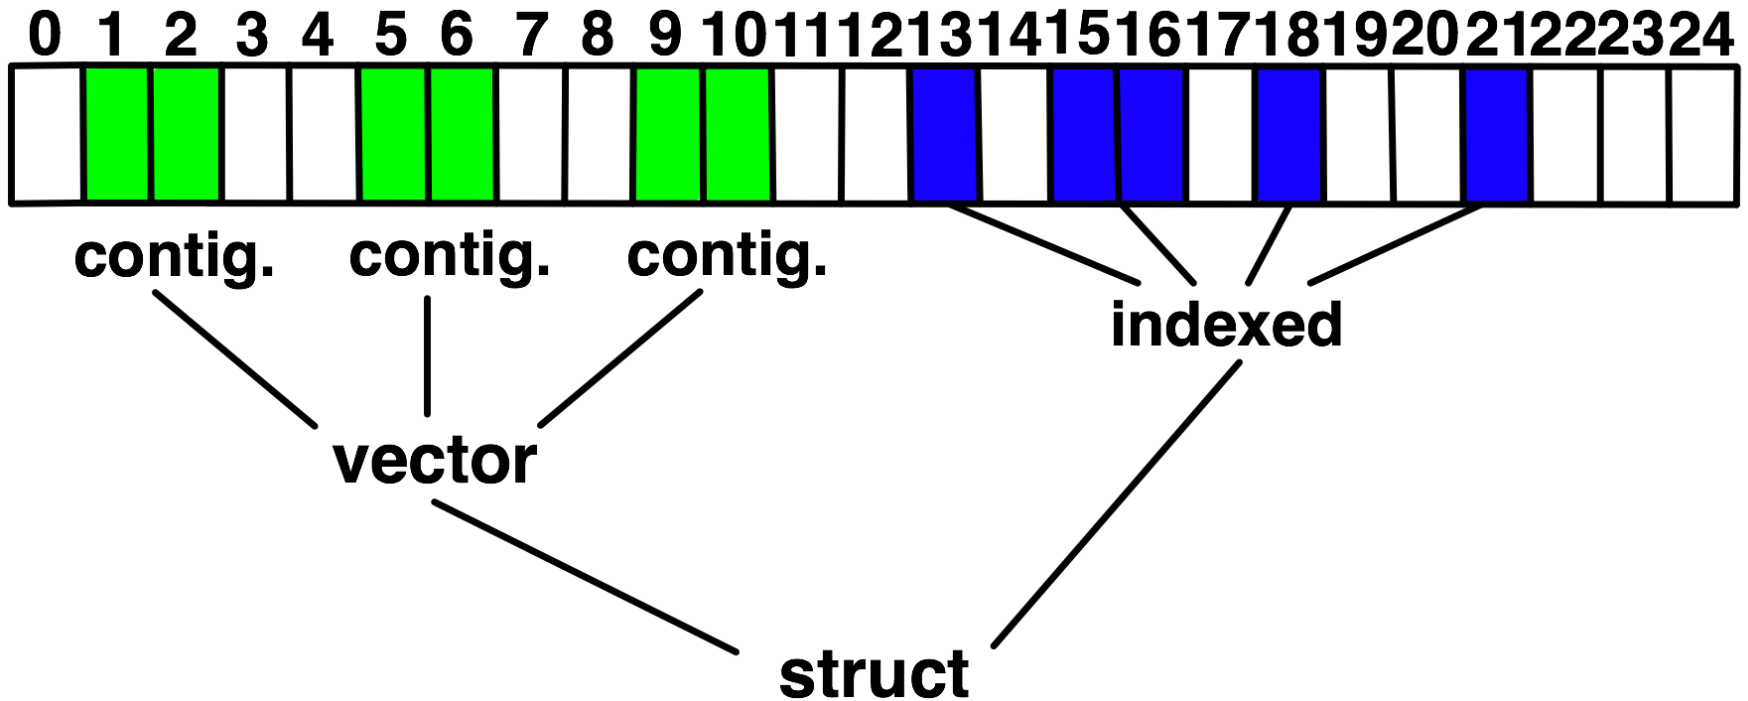 0 1 2 3 4 5 6 7 8 9 10 11 12 13 14 15 16 17 18 19 20 21 22 23 24
contig. contig. contig.
indexed
vector
struct